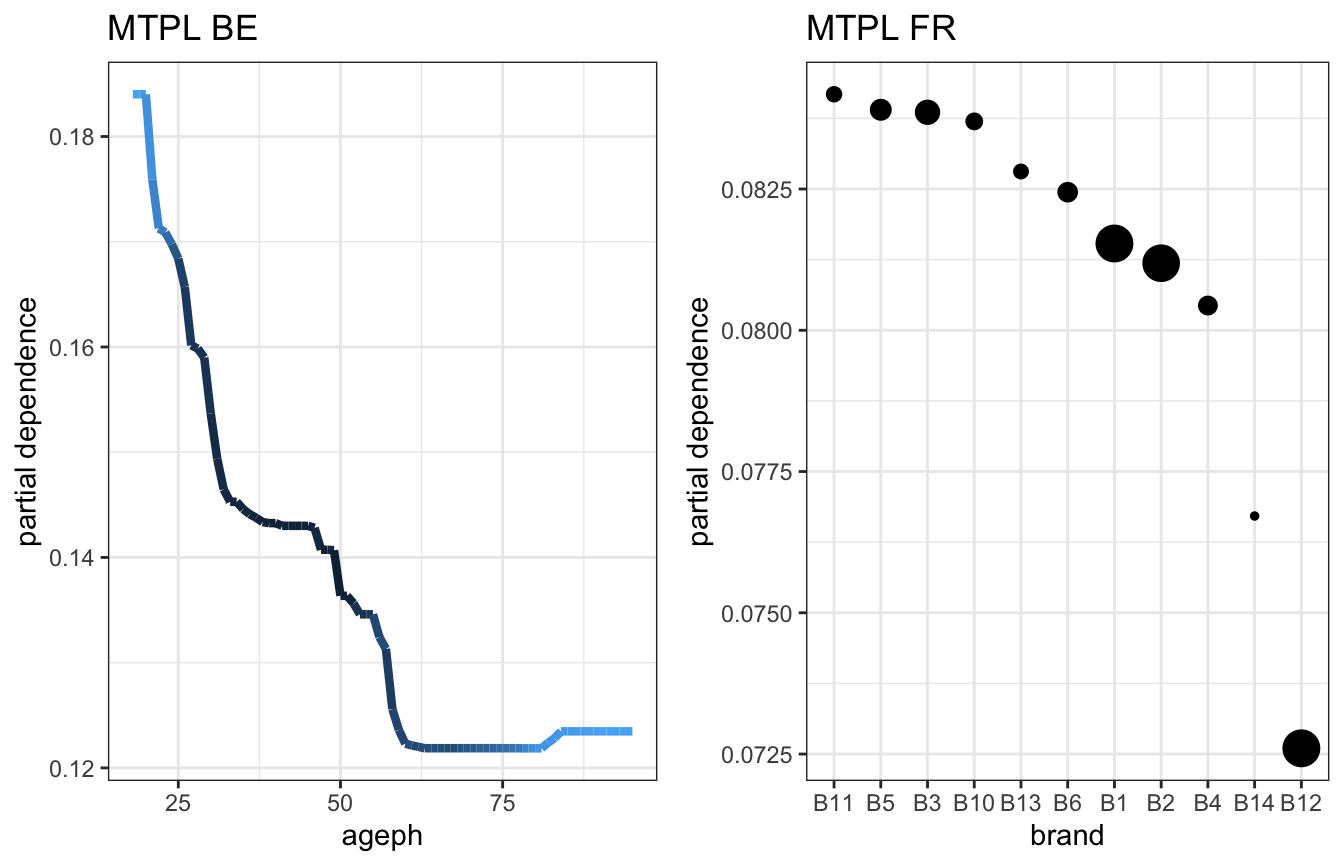 MTPL BE
partial dependence
0.18
0.16
0.14
0.12
25 50 75
ageph
MTPL FR
partial dependence
0.0825
0.0800
0.0775
0.0750
0.0725
B11 B5 B3 B10 B13 B6 B1 B2 B4 B14 B12
brand